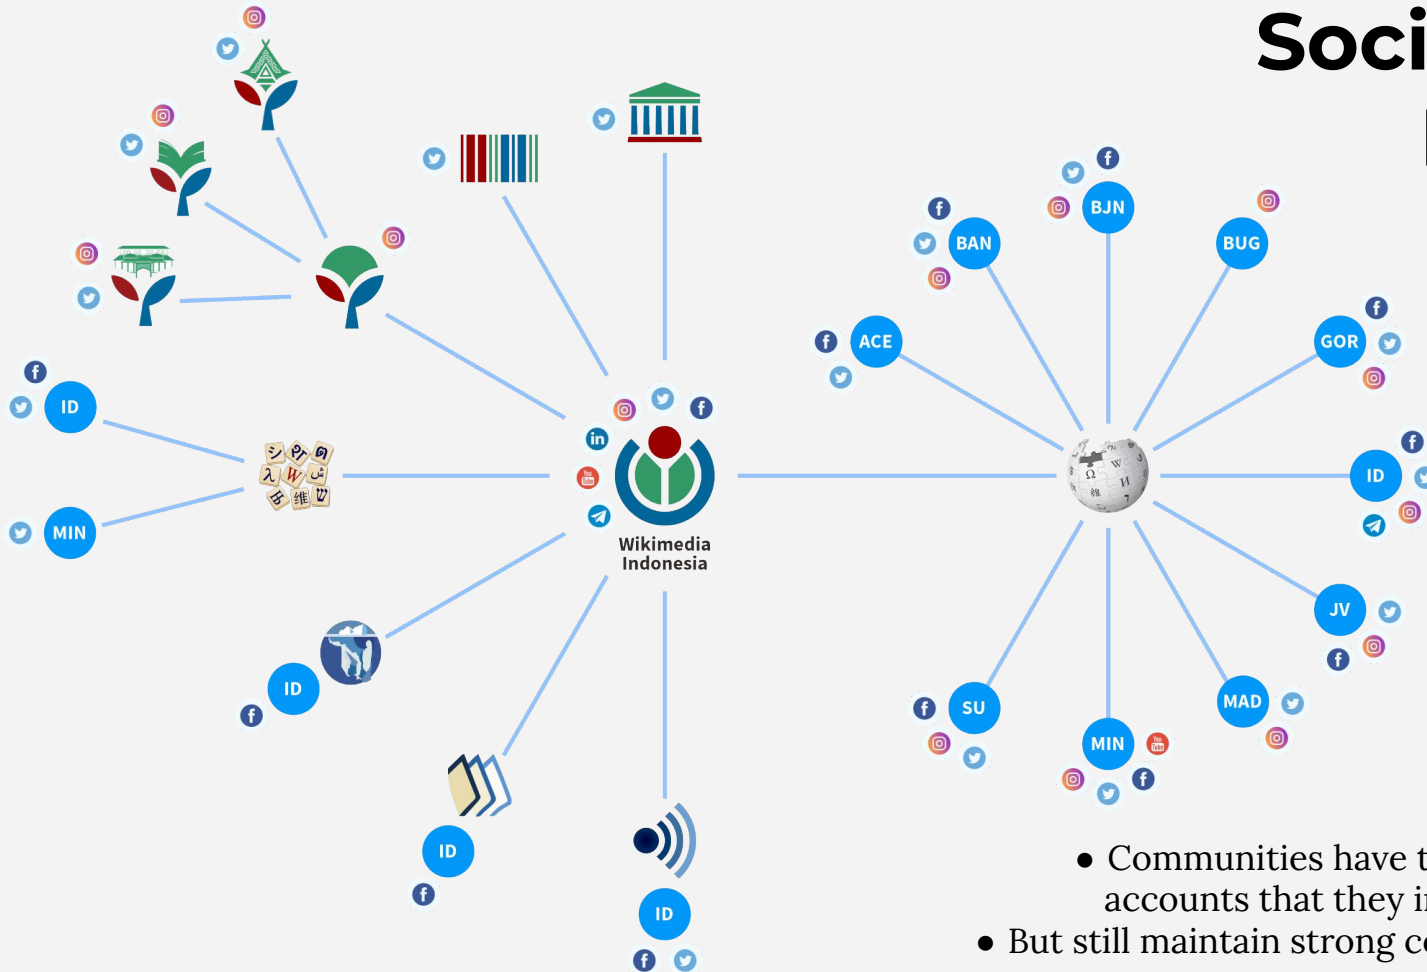 Soci
BJN
BAN
BUG
ACE
GOR
ID
ID
MIN
Wikimedia
Indonesia
ID
JV
ID
SU
MAD
MIN
ID
ID
● Communities have t
accounts that they i
● But still maintain strong c